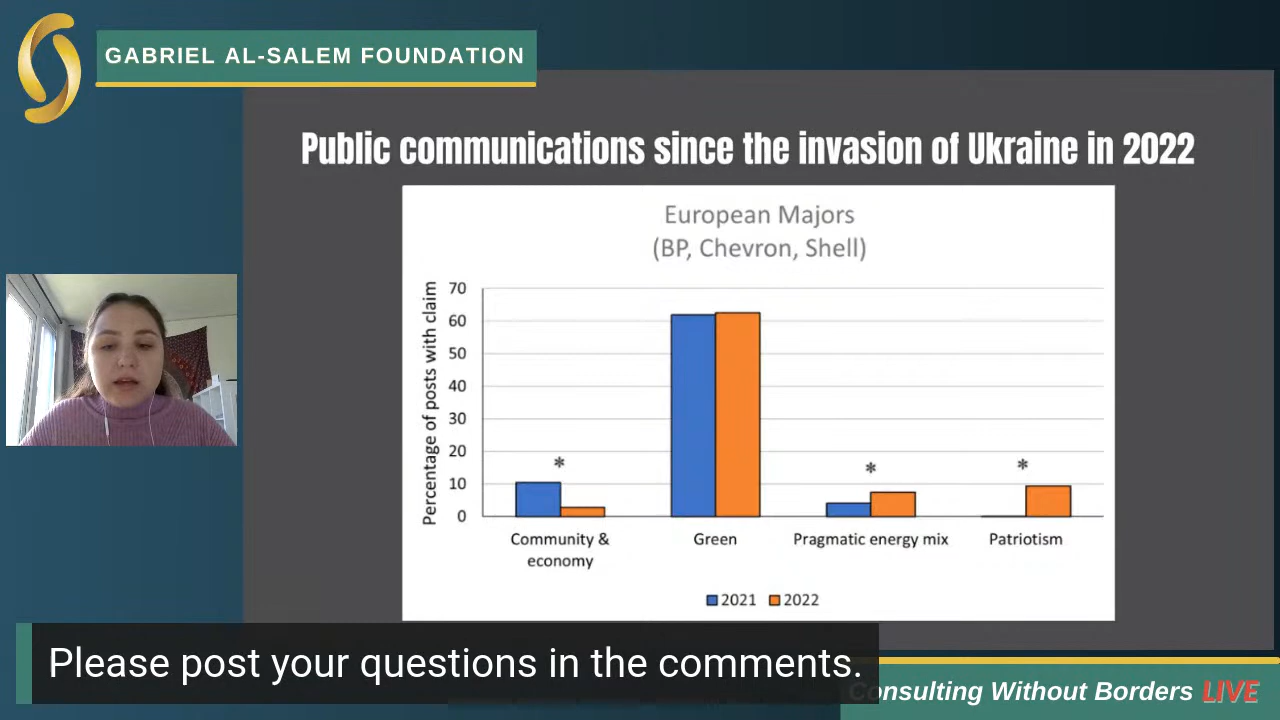 GABRIEL AL-SALEM FOUNDATION
Public communications since the invasion of Ukraine in 2022
European Majors
(BP, Chevron, Shell)
Percentage of posts with claim
70
60
50
40
30
20
10
0
*
*
*
Community &
economy
Green
Pragmatic energy mix
Patriotism
2021
2022
Please post your questions in the comments.
Consulting Without Borders LIVE